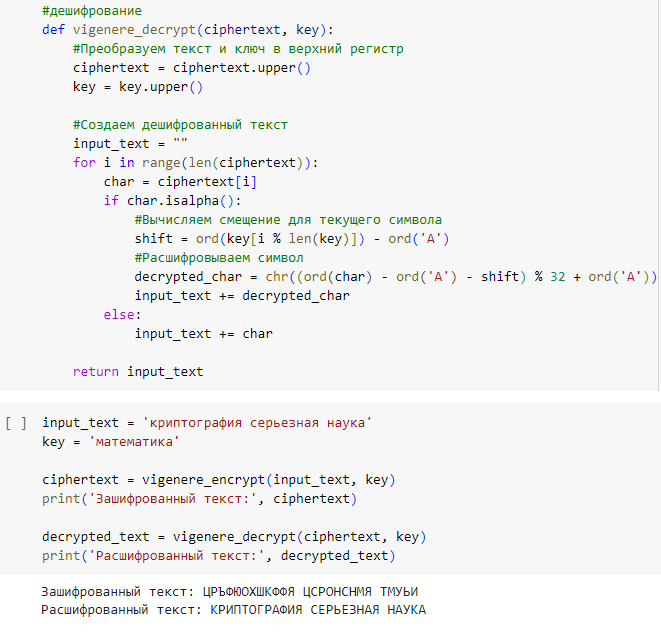 #дешифрование
def vigenere_decrypt(ciphertext, key):
#Преобразуем текст и ключ в верхний регистр
ciphertext = ciphertext.upper()
key = key.upper()
#Создаем дешифрованный текст
input_text = ""
for i in range(len(ciphertext)):
char = ciphertext[i]
if char.isalpha():
#Вычисляем смещение для текущего символа
shift = ord(key[i % len(key)]) - ord('А')
#Расшифровываем символ
decrypted_char = chr((ord(char) - ord('А') - shift) % 32 + ord('А'))
input_text += decrypted_char
else:
input_text += char
return input_text
[ ] input_text = 'криптография серьезная наука'
key = 'математика'
ciphertext = vigenere_encrypt(input_text, key)
print('Зашифрованный текст:', ciphertext)
decrypted_text = vigenere_decrypt(ciphertext, key)
print('Расшифрованный текст:', decrypted_text)
Зашифрованный текст: ЦРЪФЮОХШКФФЯ ЦСРОНСНМЯ ТМУЬИ
Расшифрованный текст: КРИПТОГРАФИЯ СЕРЬЕЗНАЯ НАУКА